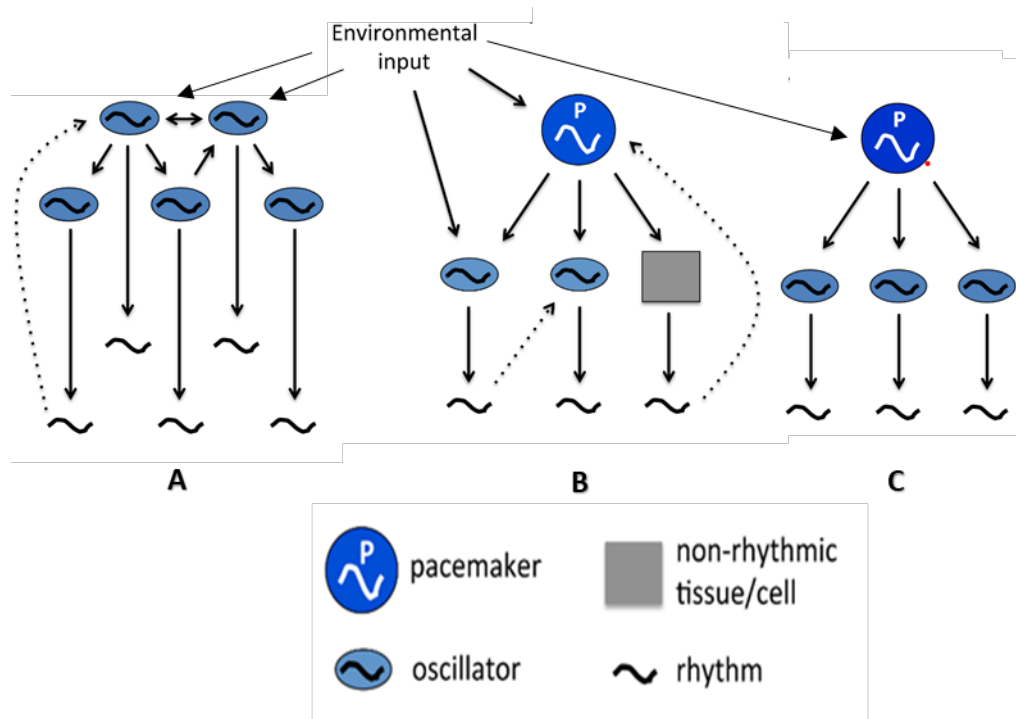 Environmental
input
P
P
A
B
C
P
pacemaker
non-rhythmic
tissue/cell
oscillator
rhythm